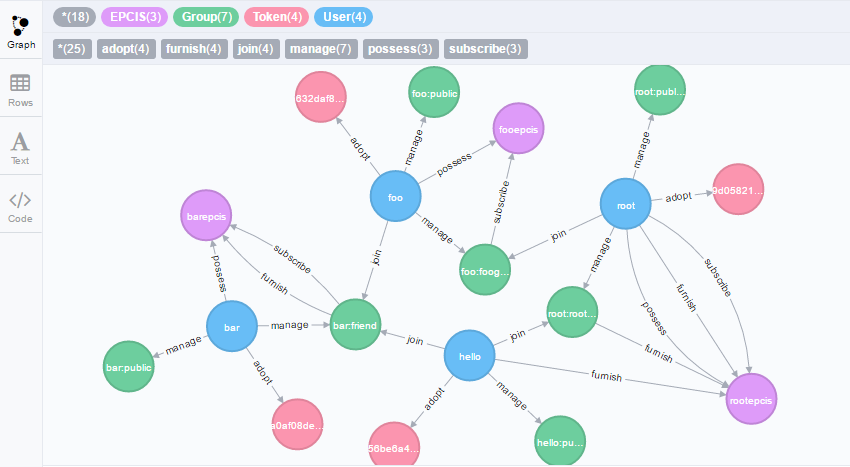 *(18) EPCIS(3) Group(7) Token(4) User(4)
*(25) adopt(4) furnish(4) join(4) manage(7) possess(3) subscribe(3)
Graph
Rows
A
Text
</>
Code
632daf8...
foo:public
root:publ...
fooepcis
adopt
manage
possess
manage
9d05821...
adopt
foo
root
barepcis
subscribe
manage
join
join
manage
subscribe
possess
subscribe
furnish
foo:foog...
furnish
possess
bar
manage
bar:friend
root:root...
join
join
furnish
manage
hello
bar:public
adopt
furnish
rootepcis
adopt
manage
a0af08de...
56be6a4...
hello:pu...